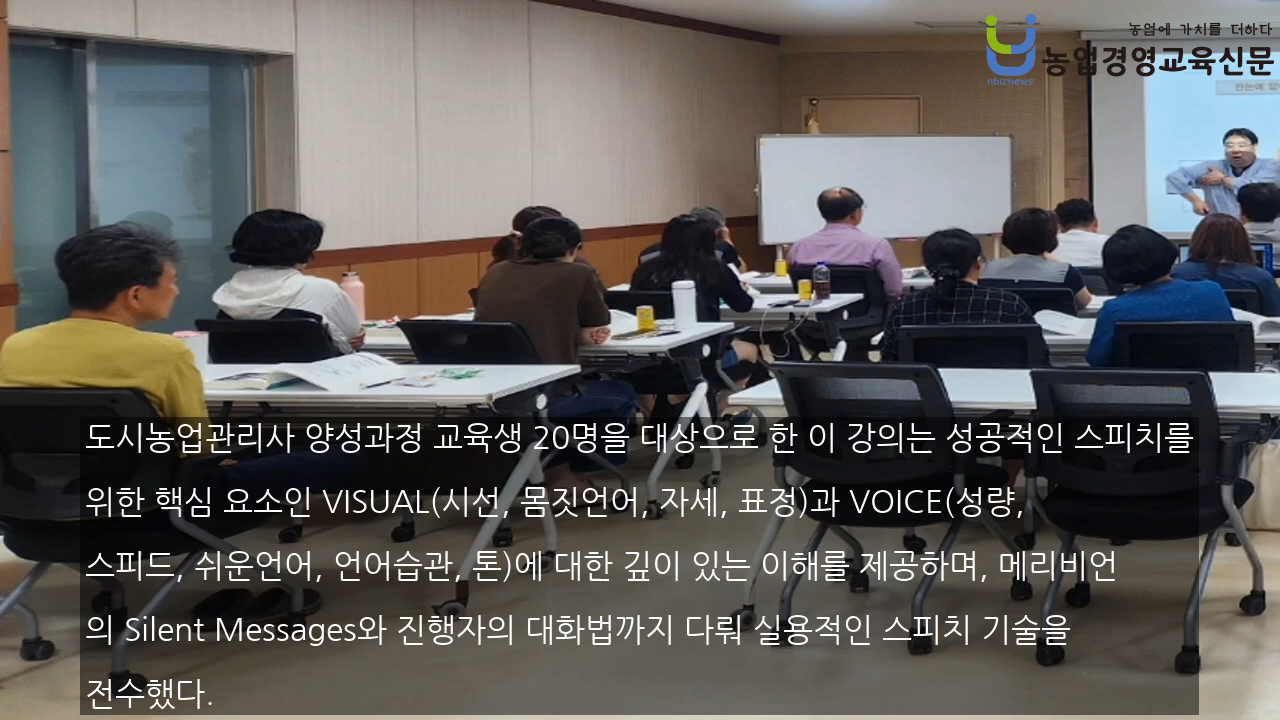 농업에 가치를 더하다
농업경영교육신문
nbiznews
도시농업관리사 양성과정 교육생 20명을 대상으로 한 이 강의는 성공적인 스피치를
위한 핵심 요소인 VISUAL(시선, 몸짓언어, 자세, 표정)과 VOICE(성량,
스피드, 쉬운언어, 언어습관, 톤)에 대한 깊이 있는 이해를 제공하며, 메리비언
의 Silent Messages와 진행자의 대화법까지 다뤄 실용적인 스피치 기술을
전수했다.